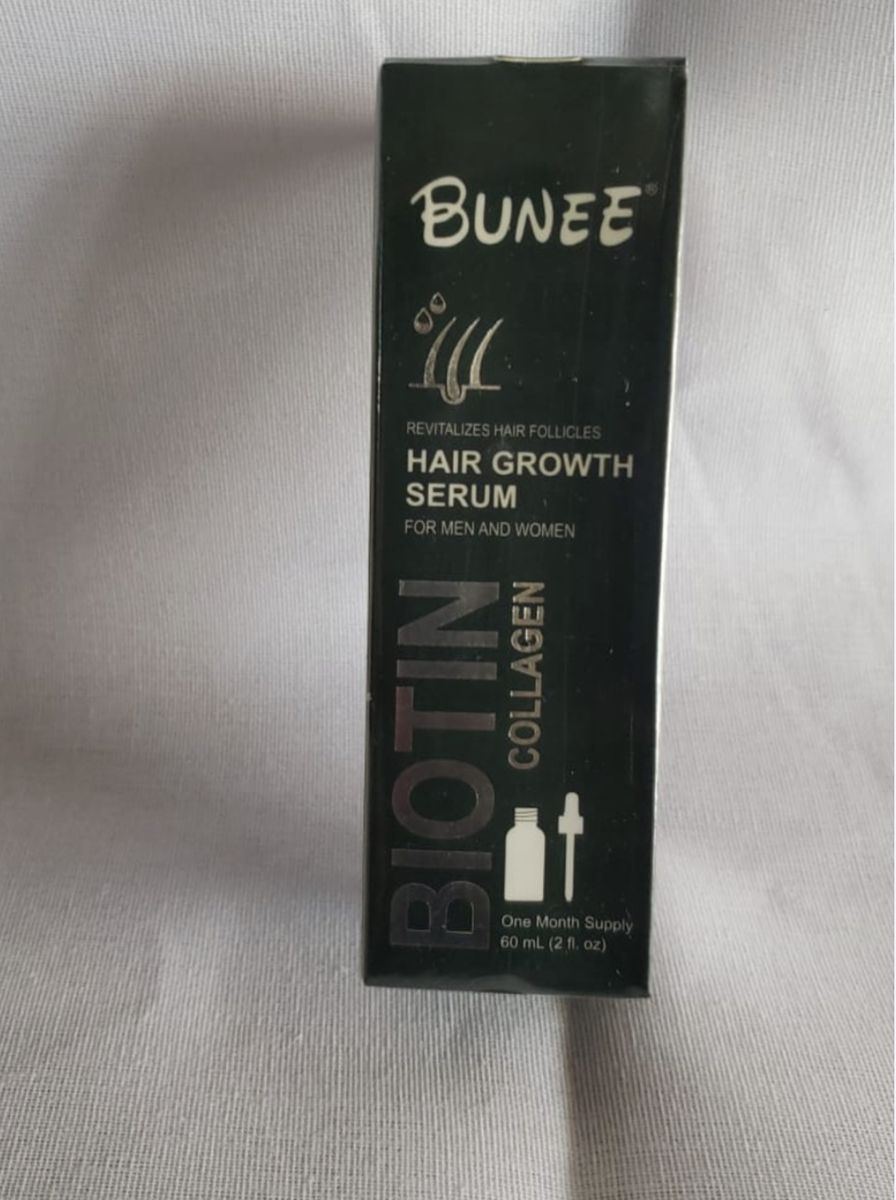 BUNEE®
REVITALIZES HAIR FOLLICLES
HAIR GROWTH
SERUM
FOR MEN AND WOMEN
BIOTIN
COLLAGEN
One Month Supply
60 mL (2 fl. oz)